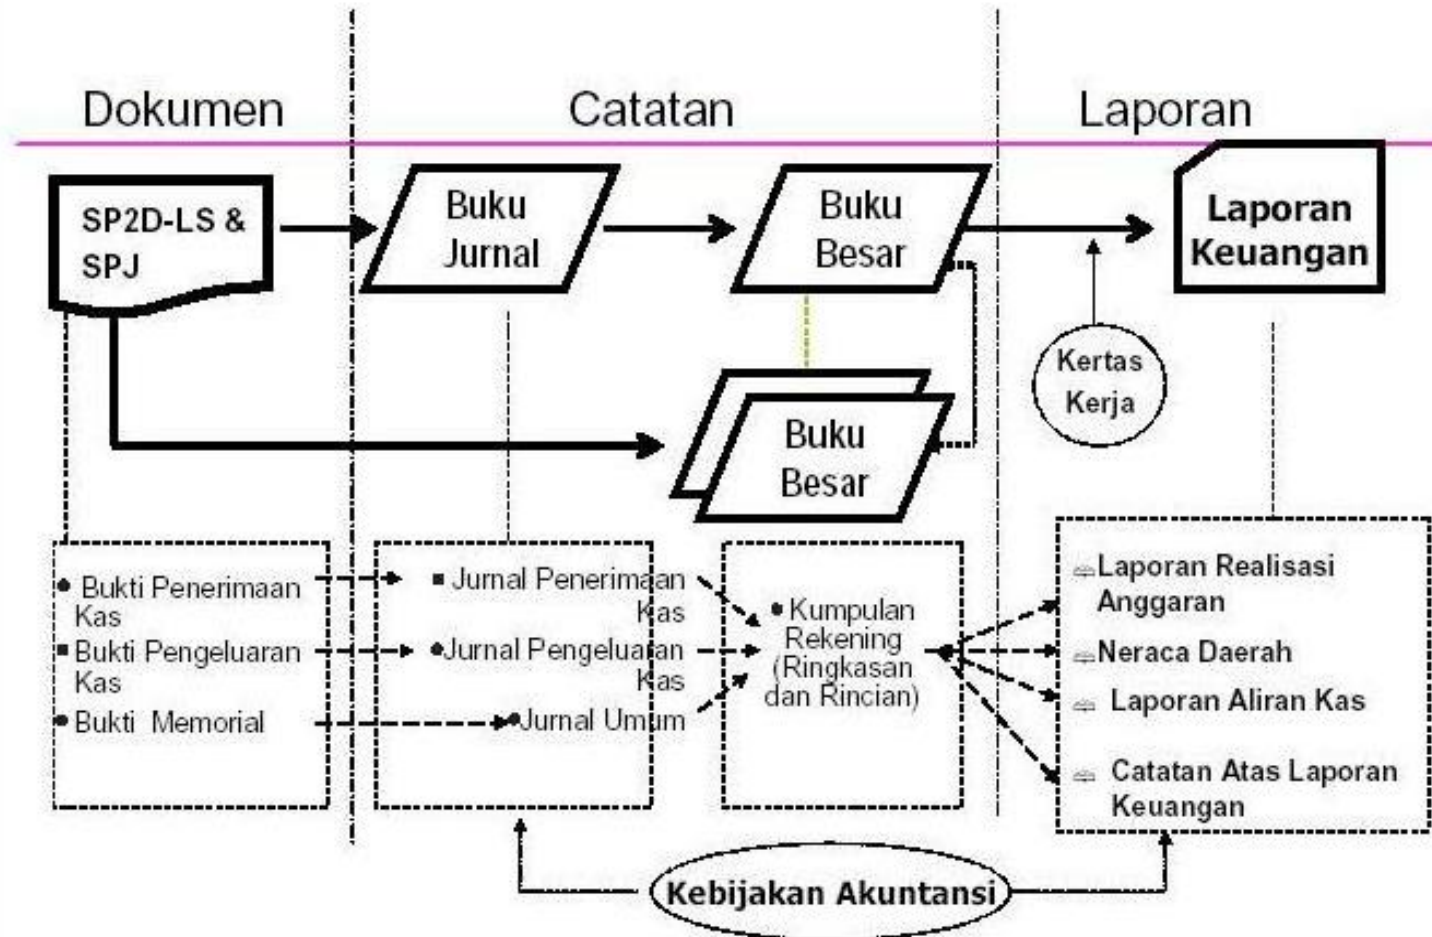 Dokumen
Catatan
Laporan
SP2D-LS &
SPJ
Buku
Jurnal
Buku
Besar
Laporan
Keuangan
Kertas
Kerja
Buku
Besar
Bukti Penerimaan
Kas
Bukti Pengeluaran
Kas
Bukti Memorial
Jurnal Penerimaan
Kas
Jurnal Pengeluaran
Kas
Jurnal Umum
Kumpulan
Rekening
(Ringkasan
dan Rincian)
Laporan Realisasi
Anggaran
Neraca Daerah
Laporan Aliran Kas
Catatan Atas Laporan
Keuangan
Kebijakan Akuntansi